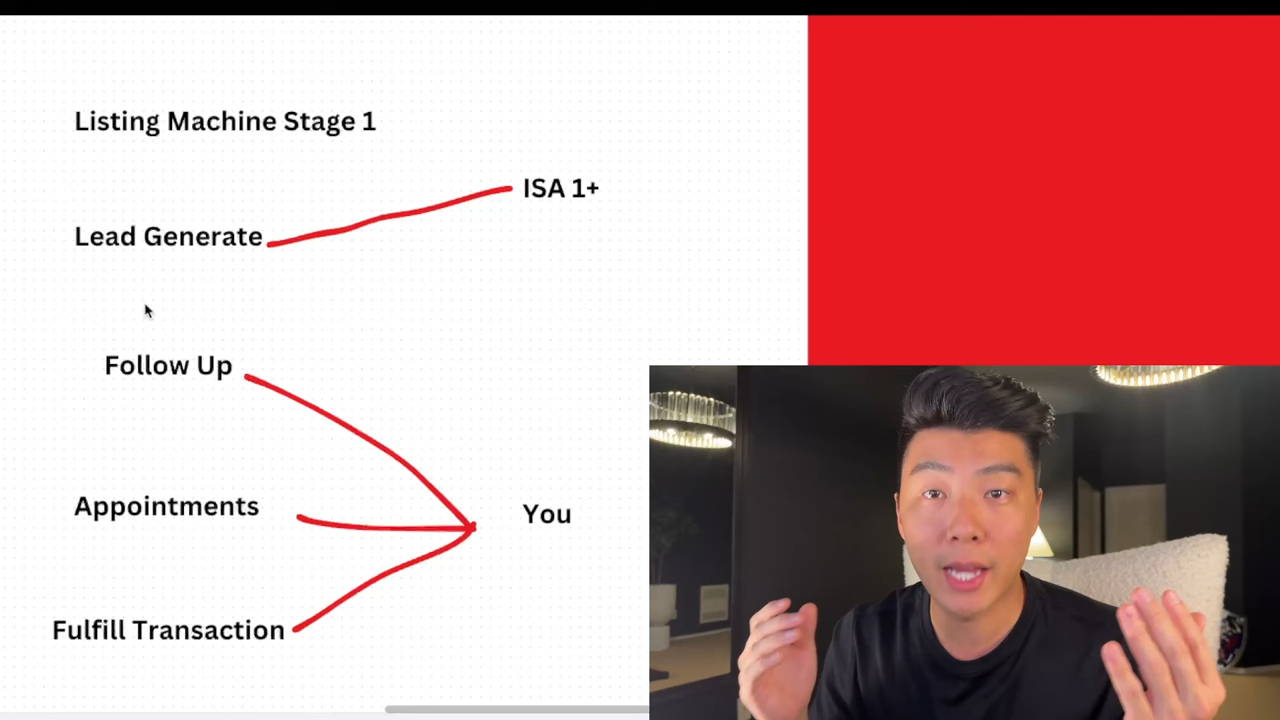 Listing Machine Stage 1
ISA 1+
Lead Generate
Follow Up
Appointments
You
Fulfill Transaction